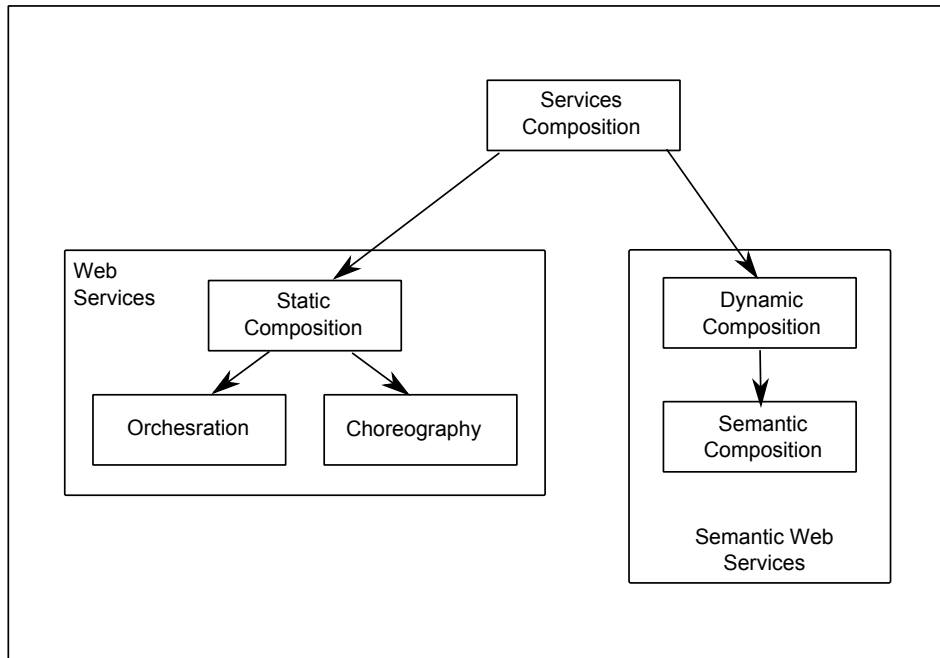 Services
Composition
Web
Services
Static
Composition
Orchesration
Choreography
Dynamic
Composition
Semantic
Composition
Semantic Web
Services